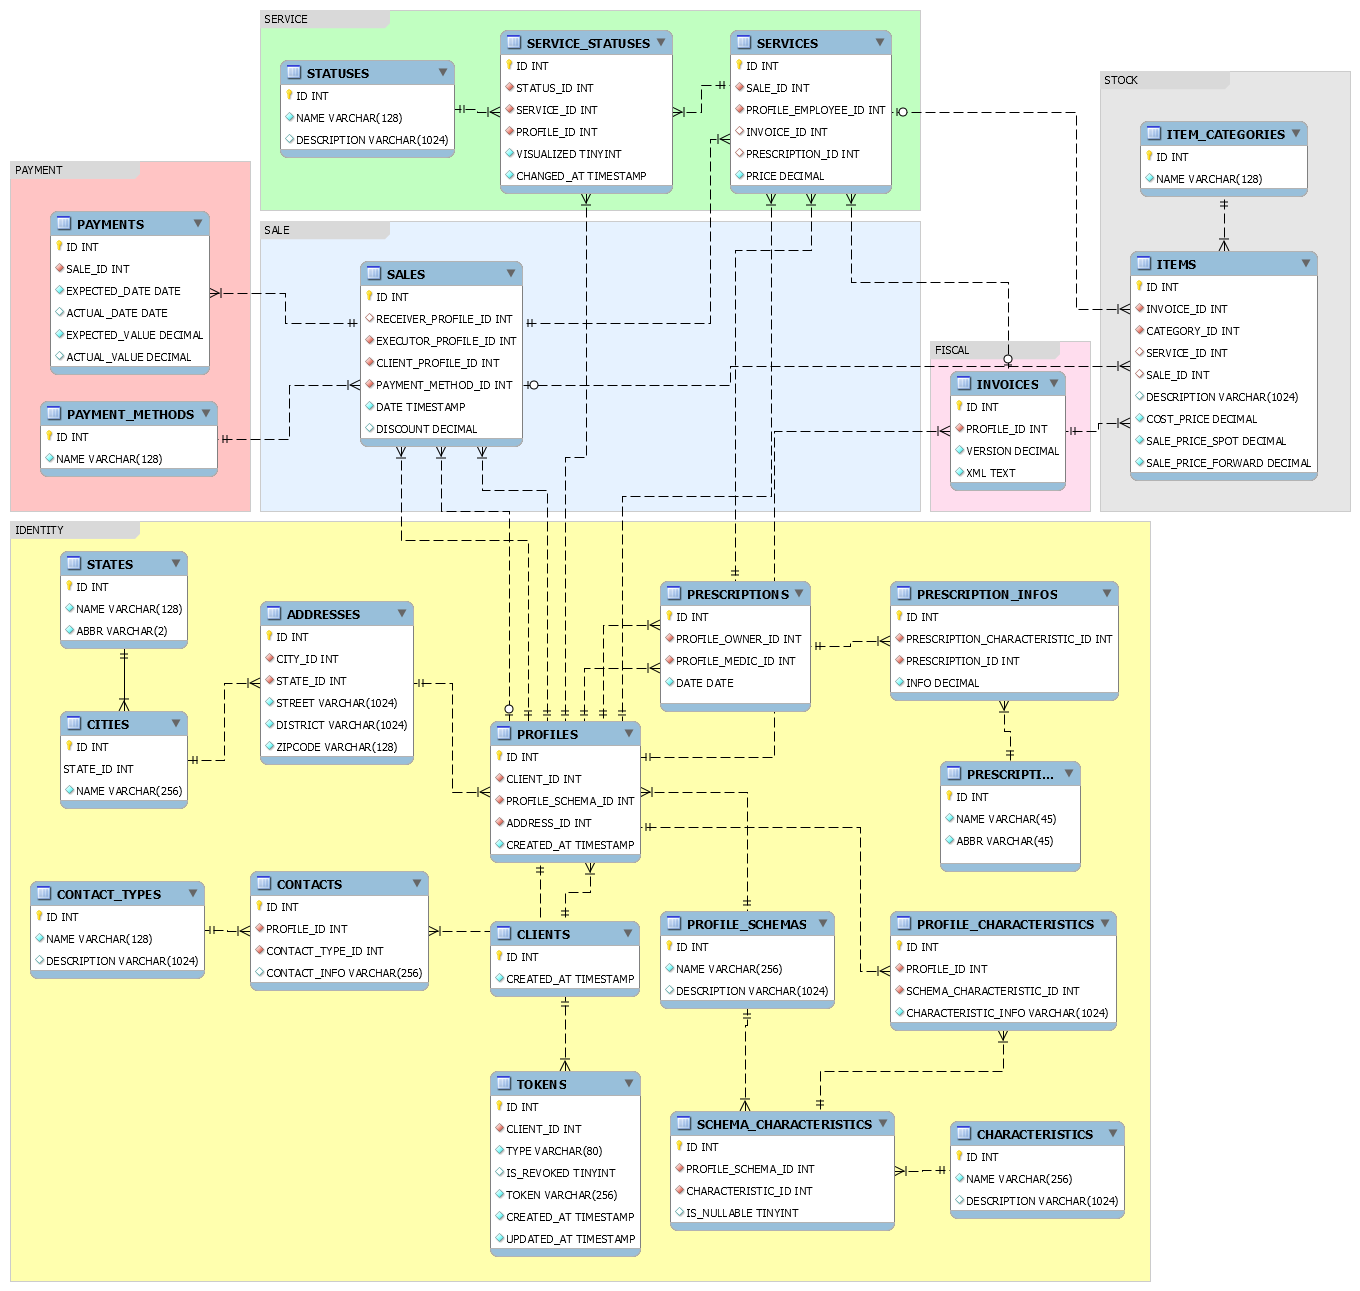 SERVICE
STATUSES
ID INT
NAME VARCHAR(128)
DESCRIPTION VARCHAR(1024)
SERVICE_STATUSES
ID INT
STATUS_ID INT
SERVICE_ID INT
PROFILE_ID INT
VISUALIZED TINYINT
CHANGED_AT TIMESTAMP
SERVICES
ID INT
SALE_ID INT
PROFILE_EMPLOYEE_ID INT
INVOICE_ID INT
PRESCRIPTION_ID INT
PRICE DECIMAL
STOCK
ITEM_CATEGORIES
ID INT
NAME VARCHAR(128)
ITEMS
ID INT
INVOICE_ID INT
CATEGORY_ID INT
SERVICE_ID INT
SALE_ID INT
DESCRIPTION VARCHAR(1024)
COST_PRICE DECIMAL
SALE_PRICE_SPOT DECIMAL
SALE_PRICE_FORWARD DECIMAL
PAYMENT
PAYMENTS
ID INT
SALE_ID INT
EXPECTED_DATE DATE
ACTUAL_DATE DATE
EXPECTED_VALUE DECIMAL
ACTUAL_VALUE DECIMAL
PAYMENT_METHODS
ID INT
NAME VARCHAR(128)
SALE
SALES
ID INT
RECEIVER_PROFILE_ID INT
EXECUTOR_PROFILE_ID INT
CLIENT_PROFILE_ID INT
PAYMENT_METHOD_ID INT
DATE TIMESTAMP
DISCOUNT DECIMAL
FISCAL
INVOICES
ID INT
PROFILE_ID INT
VERSION DECIMAL
XML TEXT
IDENTITY
STATES
ID INT
NAME VARCHAR(128)
ABBR VARCHAR(2)
CITIES
ID INT
STATE_ID INT
NAME VARCHAR(256)
ADDRESSES
ID INT
CITY_ID INT
STATE_ID INT
STREET VARCHAR(1024)
DISTRICT VARCHAR(1024)
ZIPCODE VARCHAR(128)
PROFILES
ID INT
CLIENT_ID INT
PROFILE_SCHEMA_ID INT
ADDRESS_ID INT
CREATED_AT TIMESTAMP
PRESCRIPTIONS
ID INT
PROFILE_OWNER_ID INT
PROFILE_MEDIC_ID INT
DATE DATE
PRESCRIPTION_INFOS
ID INT
PRESCRIPTION_CHARACTERISTIC_ID INT
PRESCRIPTION_ID INT
INFO DECIMAL
PRESCRIPTI...
ID INT
NAME VARCHAR(45)
ABBR VARCHAR(45)
CONTACT_TYPES
ID INT
NAME VARCHAR(128)
DESCRIPTION VARCHAR(1024)
CONTACTS
ID INT
PROFILE_ID INT
CONTACT_TYPE_ID INT
CONTACT_INFO VARCHAR(256)
CLIENTS
ID INT
CREATED_AT TIMESTAMP
PROFILE_SCHEMAS
ID INT
NAME VARCHAR(256)
DESCRIPTION VARCHAR(1024)
PROFILE_CHARACTERISTICS
ID INT
PROFILE_ID INT
SCHEMA_CHARACTERISTIC_ID INT
CHARACTERISTIC_INFO VARCHAR(1024)
TOKENS
ID INT
CLIENT_ID INT
TYPE VARCHAR(80)
IS_REVOKED TINYINT
TOKEN VARCHAR(256)
CREATED_AT TIMESTAMP
UPDATED_AT TIMESTAMP
SCHEMA_CHARACTERISTICS
ID INT
PROFILE_SCHEMA_ID INT
CHARACTERISTIC_ID INT
IS_NULLABLE TINYINT
CHARACTERISTICS
ID INT
NAME VARCHAR(256)
DESCRIPTION VARCHAR(1024)